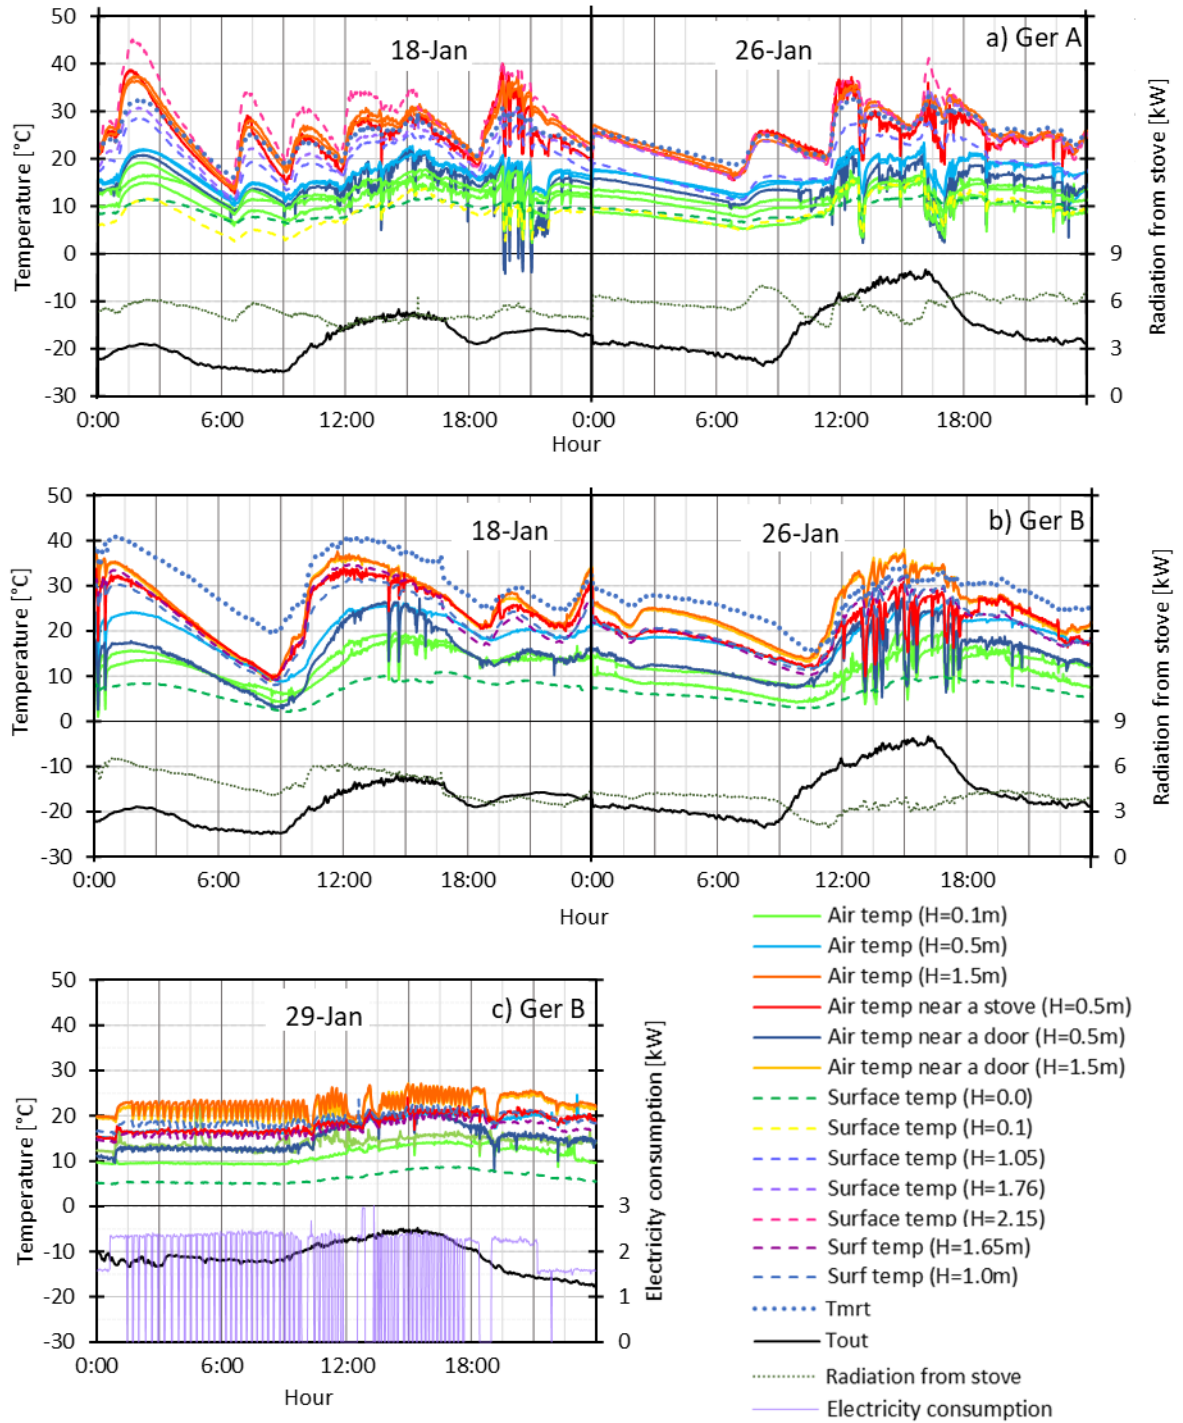 a) Ger A
18-Jan
26-Jan
50
40
30
20
10
0
-10
-20
-30
9
6
3
0
Temperature [°C]
Radiation from stove [kW]
0:00 6:00 12:00 18:00 0:00 6:00 12:00 18:00
Hour
b) Ger B
18-Jan
26-Jan
50
40
30
20
10
0
-10
-20
-30
9
6
3
0
Temperature [°C]
Radiation from stove [kW]
0:00 6:00 12:00 18:00 0:00 6:00 12:00 18:00
Hour
c) Ger B
29-Jan
50
40
30
20
10
0
-10
-20
-30
3
2
1
0
Temperature [°C]
Electricity consumption [kW]
0:00 6:00 12:00 18:00
Hour
Air temp (H=0.1m)
Air temp (H=0.5m)
Air temp (H=1.5m)
Air temp near a stove (H=0.5m)
Air temp near a door (H=0.5m)
Air temp near a door (H=1.5m)
Surface temp (H=0.0)
Surface temp (H=0.1)
Surface temp (H=1.05)
Surface temp (H=1.76)
Surface temp (H=2.15)
Surf temp (H=1.65m)
Surf temp (H=1.0m)
Tmrt
Tout
Radiation from stove
Electricity consumption